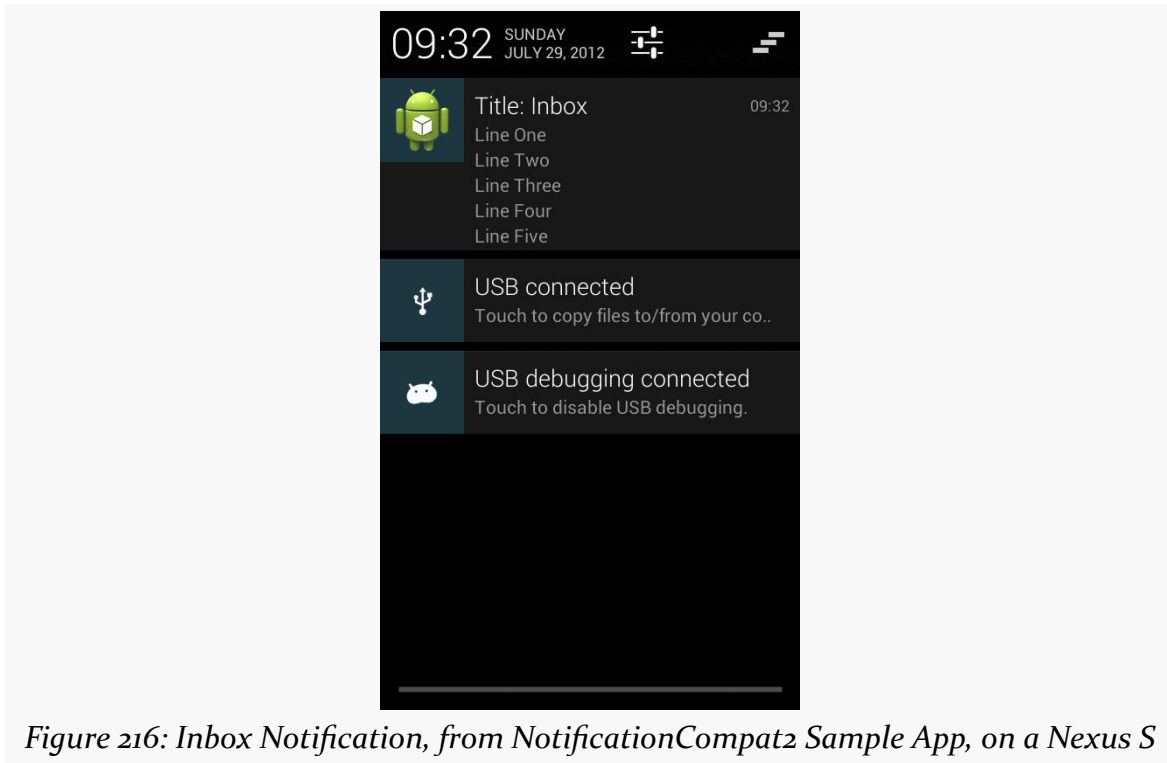 09:32 SUNDAY
JULY 29, 2012
Title: Inbox 09:32
Line One
Line Two
Line Three
Line Four
Line Five
USB connected
Touch to copy files to/from your co..
USB debugging connected
Touch to disable USB debugging.
Figure 216: Inbox Notification, from NotificationCompat2 Sample App, on a Nexus S